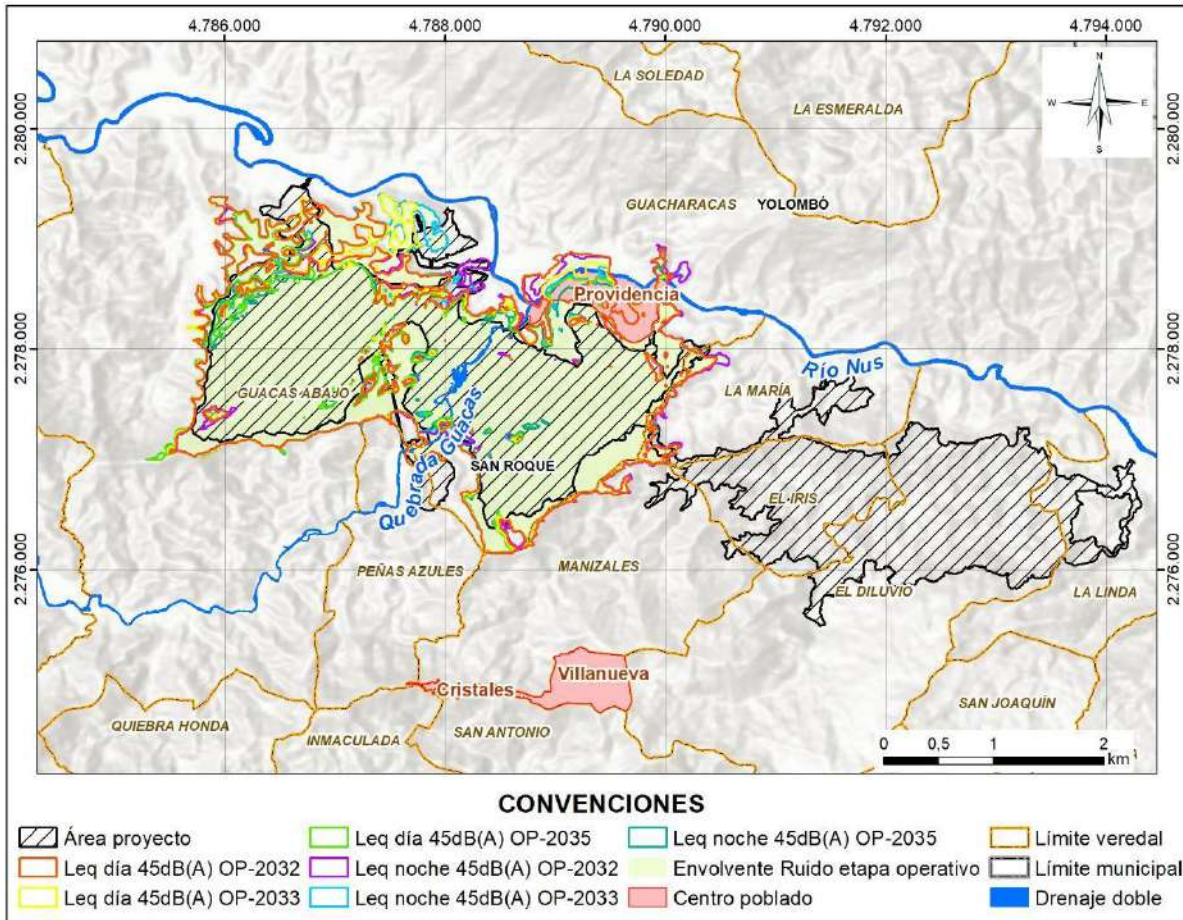 4.786.000 4.788.000 4.790.000 4.792.000 4.794.000
2.280.000 2.280.000
2.278.000 2.278.000
2.276.000 2.276.000
N
W E
S
LA SOLEDAD
LA ESMERALDA
GUACHARACAS YOLOMBÓ
Providencia
Río Nus
GUACAS ABAJO
LA MARÍA
Quebrada Guacas
SAN ROQUE
EL IRIS
PEÑAS AZULES
MANIZALES
EL DILUVIO
LA LINDA
Villanueva
Cristales
QUIEBRA HONDA
INMACULADA
SAN ANTONIO
SAN JOAQUÍN
0 0,5 1 2
km
CONVENCIONES
Área proyecto
Leq día 45dB(A) OP-2035
Leq noche 45dB(A) OP-2035
Límite veredal
Leq día 45dB(A) OP-2032
Leq noche 45dB(A) OP-2032
Envolvente Ruido etapa operativo
Límite municipal
Leq día 45dB(A) OP-2033
Leq noche 45dB(A) OP-2033
Centro poblado
Drenaje doble